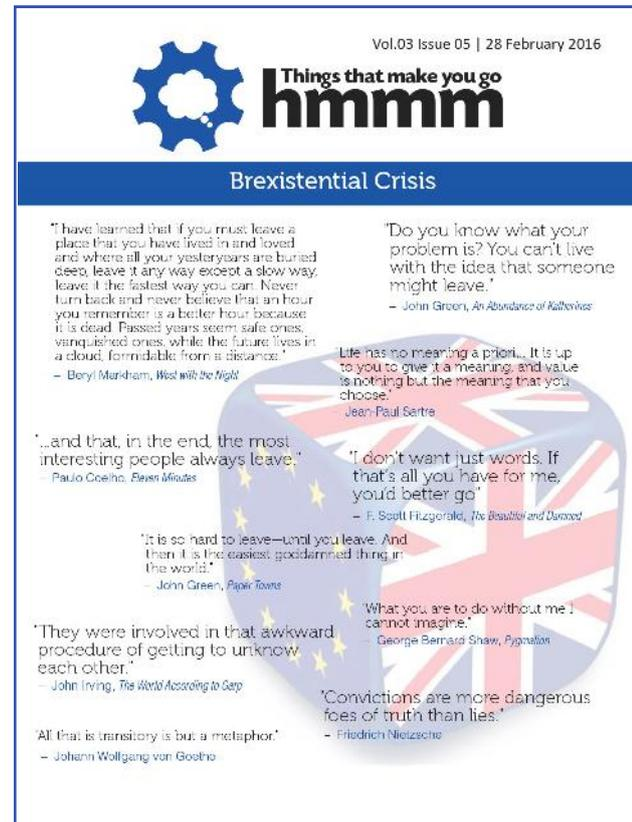 Vol.03 Issue 05 | 28 February 2016
Things that make you go
hmmm
Brexistential Crisis
"I have learned that if you must leave a
place that you have lived in and loved
and where all your yesteryears are buried
deep, leave it any way except a slow way,
leave it the fastest way you can. Never
turn back and never believe that an hour
you remember is a better hour because
it is dead. Passed years seem safe ones,
vanquished ones, while the future lives in
a cloud, formidable from a distance."
– Beryl Markham, West with the Night
"Do you know what your
problem is? You can't live
with the idea that someone
might leave."
– John Green, An Abundance of Katherines
"Life has no meaning a priori... It is up
to you to give it a meaning, and value
is nothing but the meaning that you
choose."
– Jean-Paul Sartre
"...and that, in the end, the most
interesting people always leave."
– Paulo Coelho, Eleven Minutes
"I don't want just words. If
that's all you have for me,
you'd better go"
– F. Scott Fitzgerald, The Beautiful and Damned
"It is so hard to leave—until you leave. And
then it is the easiest goddamned thing in
the world."
– John Green, Paper Towns
"What you are to do without me I
cannot imagine."
– George Bernard Shaw, Pygmalion
"They were involved in that awkward
procedure of getting to unknow
each other."
– John Irving, The World According to Garp
"Convictions are more dangerous
foes of truth than lies."
– Friedrich Nietzsche
"All that is transitory is but a metaphor."
– Johann Wolfgang von Goethe